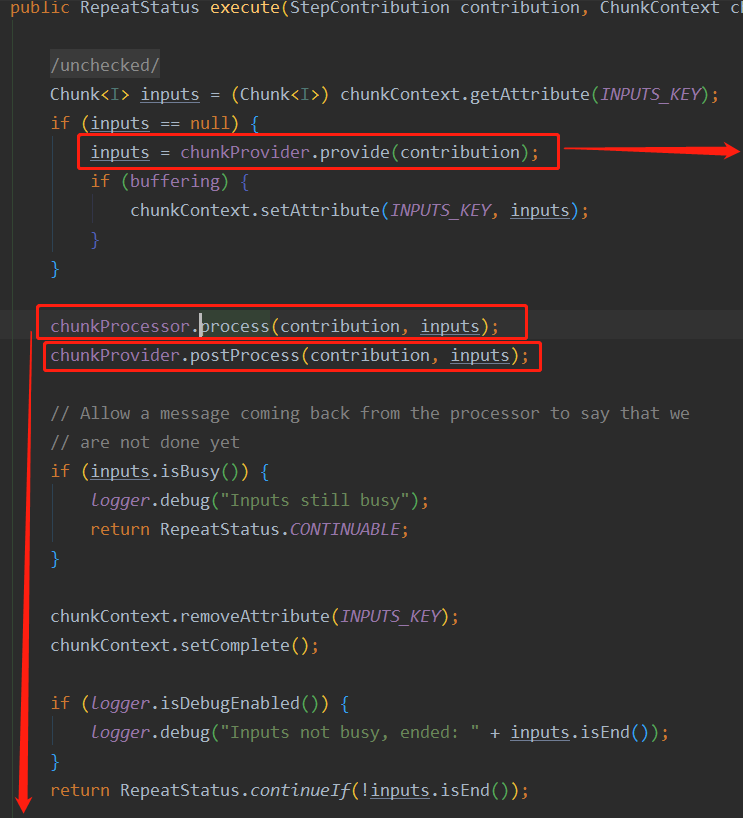 public RepeatStatus execute(StepContribution contribution, ChunkContext ch
/unchecked/
Chunk<I> inputs = (Chunk<I>) chunkContext.getAttribute(INPUTS_KEY);
if (inputs == null) {
inputs = chunkProvider.provide(contribution);
if (buffering) {
chunkContext.setAttribute(INPUTS_KEY, inputs);
}
}
chunkProcessor.process(contribution, inputs);
chunkProvider.postProcess(contribution, inputs);
// Allow a message coming back from the processor to say that we
// are not done yet
if (inputs.isBusy()) {
logger.debug("Inputs still busy");
return RepeatStatus.CONTINUABLE;
}
chunkContext.removeAttribute(INPUTS_KEY);
chunkContext.setComplete();
if (logger.isDebugEnabled()) {
logger.debug("Inputs not busy, ended: " + inputs.isEnd());
}
return RepeatStatus.continueIf(!inputs.isEnd());